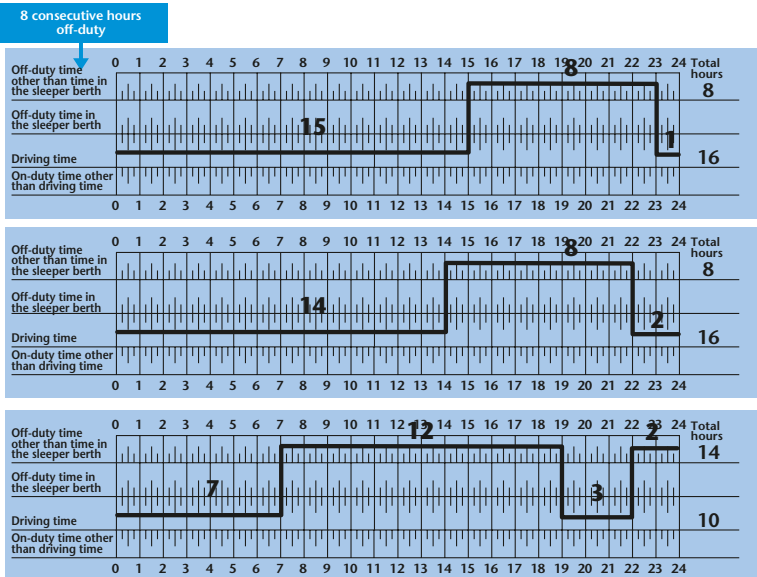 8 consecutive hours
off-duty
0 1 2 3 4 5 6 7 8 9 10 11 12 13 14 15 16 17 18 19 20 21 22 23 24 Total
hours
Off-duty time
other than time in
the sleeper berth
8
8
Off-duty time in
the sleeper berth
15
1
Driving time
16
On-duty time other
than driving time
0 1 2 3 4 5 6 7 8 9 10 11 12 13 14 15 16 17 18 19 20 21 22 23 24
0 1 2 3 4 5 6 7 8 9 10 11 12 13 14 15 16 17 18 19 20 21 22 23 24 Total
hours
Off-duty time
other than time in
the sleeper berth
8
8
Off-duty time in
the sleeper berth
14
2
Driving time
16
On-duty time other
than driving time
0 1 2 3 4 5 6 7 8 9 10 11 12 13 14 15 16 17 18 19 20 21 22 23 24
0 1 2 3 4 5 6 7 8 9 10 11 12 13 14 15 16 17 18 19 20 21 22 23 24 Total
hours
Off-duty time
other than time in
the sleeper berth
12
2
14
Off-duty time in
the sleeper berth
7
3
Driving time
10
On-duty time other
than driving time
0 1 2 3 4 5 6 7 8 9 10 11 12 13 14 15 16 17 18 19 20 21 22 23 24